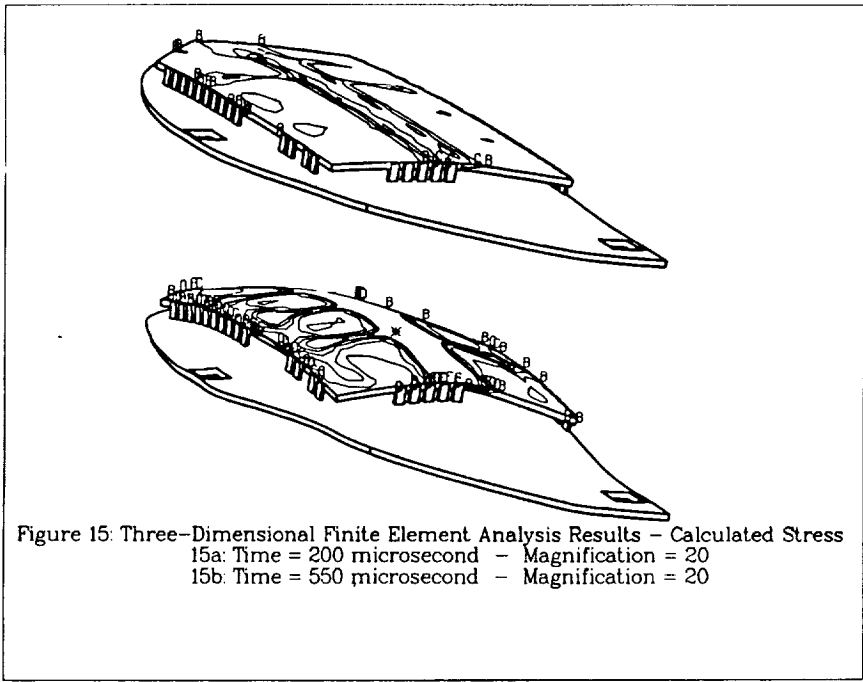 Figure 15: Three-Dimensional Finite Element Analysis Results - Calculated Stress
15a: Time = 200 microsecond - Magnification = 20
15b: Time = 550 microsecond - Magnification = 20